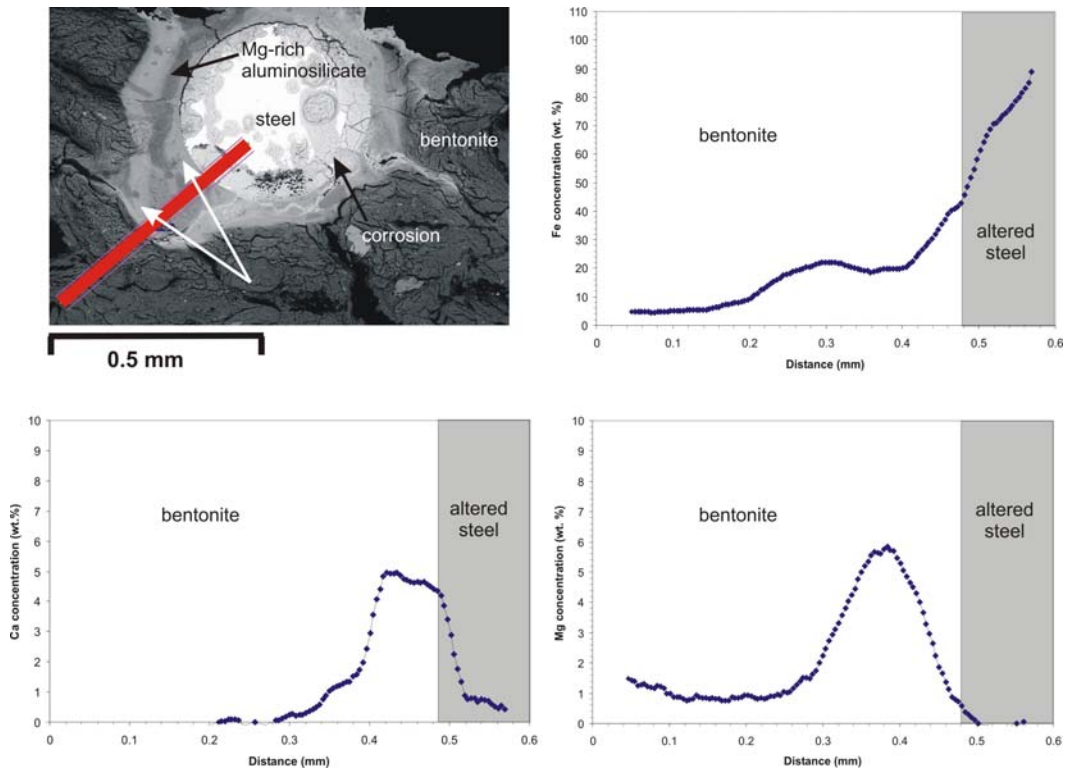 Mg-rich
aluminosilicate
steel
bentonite
corrosion
0.5 mm
Fe concentration (wt. %)
110
100
90
80
70
60
50
40
30
20
10
0
bentonite
altered
steel
0 0.1 0.2 0.3 0.4 0.5 0.6
Distance (mm)
Ca concentration (wt.%)
10
9
8
7
6
5
4
3
2
1
0
bentonite
altered
steel
0 0.1 0.2 0.3 0.4 0.5 0.6
Distance (mm)
Mg concentration (wt. %)
10
9
8
7
6
5
4
3
2
1
0
bentonite
altered
steel
0 0.1 0.2 0.3 0.4 0.5 0.6
Distance (mm)